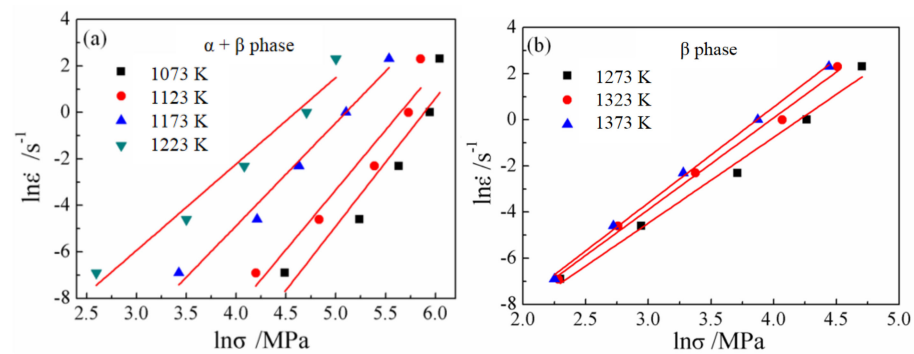 (a)
α + β phase
1073 K
1123 K
1173 K
1223 K
lnε̇ /s⁻¹
4
2
0
-2
-4
-6
-8
2.5 3.0 3.5 4.0 4.5 5.0 5.5 6.0
lnσ /MPa
(b)
β phase
1273 K
1323 K
1373 K
lnε̇ /s⁻¹
4
2
0
-2
-4
-6
-8
2.0 2.5 3.0 3.5 4.0 4.5 5.0
lnσ /MPa